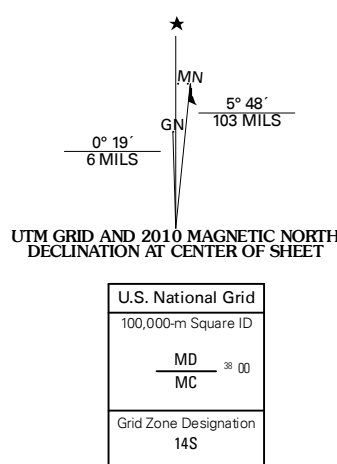 ★
MN
5° 48´
103 MILS
GN
0° 19´
6 MILS
UTM GRID AND 2010 MAGNETIC NORTH
DECLINATION AT CENTER OF SHEET
U.S. National Grid
100,000-m Square ID
MD
38 00
MC
Grid Zone Designation
14S